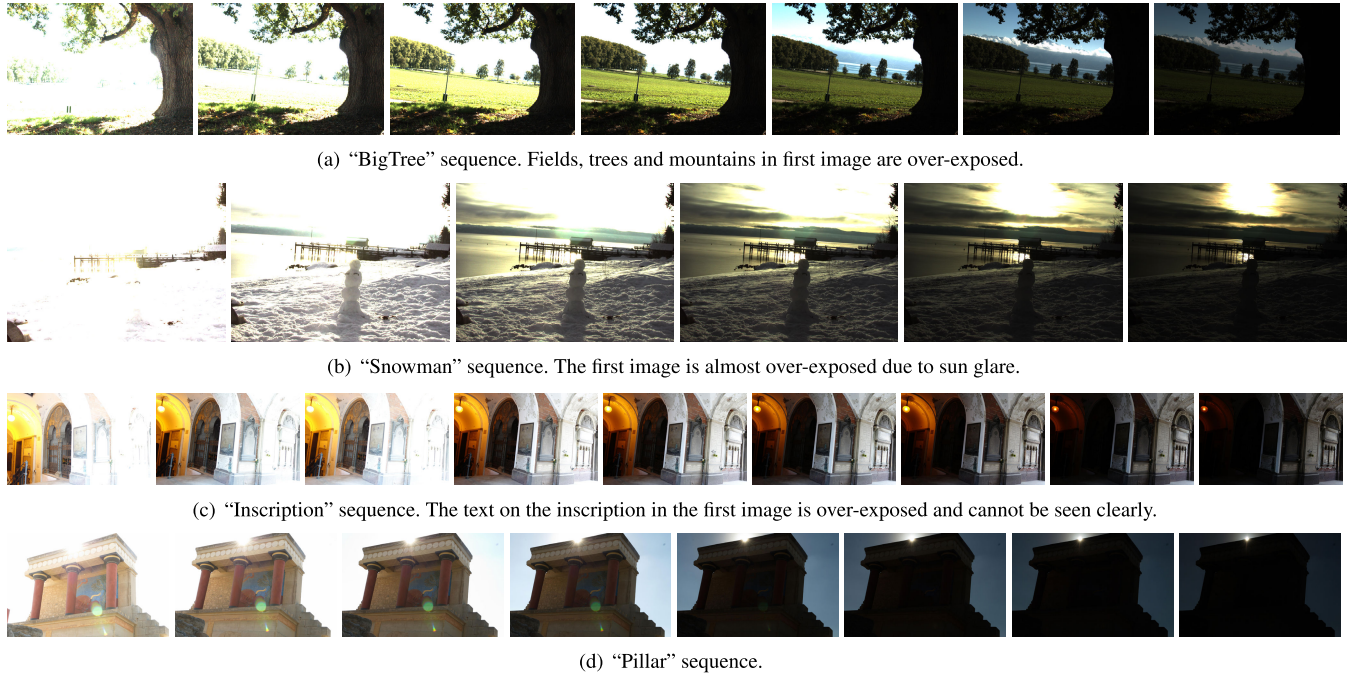 (a) “BigTree” sequence. Fields, trees and mountains in first image are over-exposed.
(b) “Snowman” sequence. The first image is almost over-exposed due to sun glare.
(c) “Inscription” sequence. The text on the inscription in the first image is over-exposed and cannot be seen clearly.
(d) “Pillar” sequence.